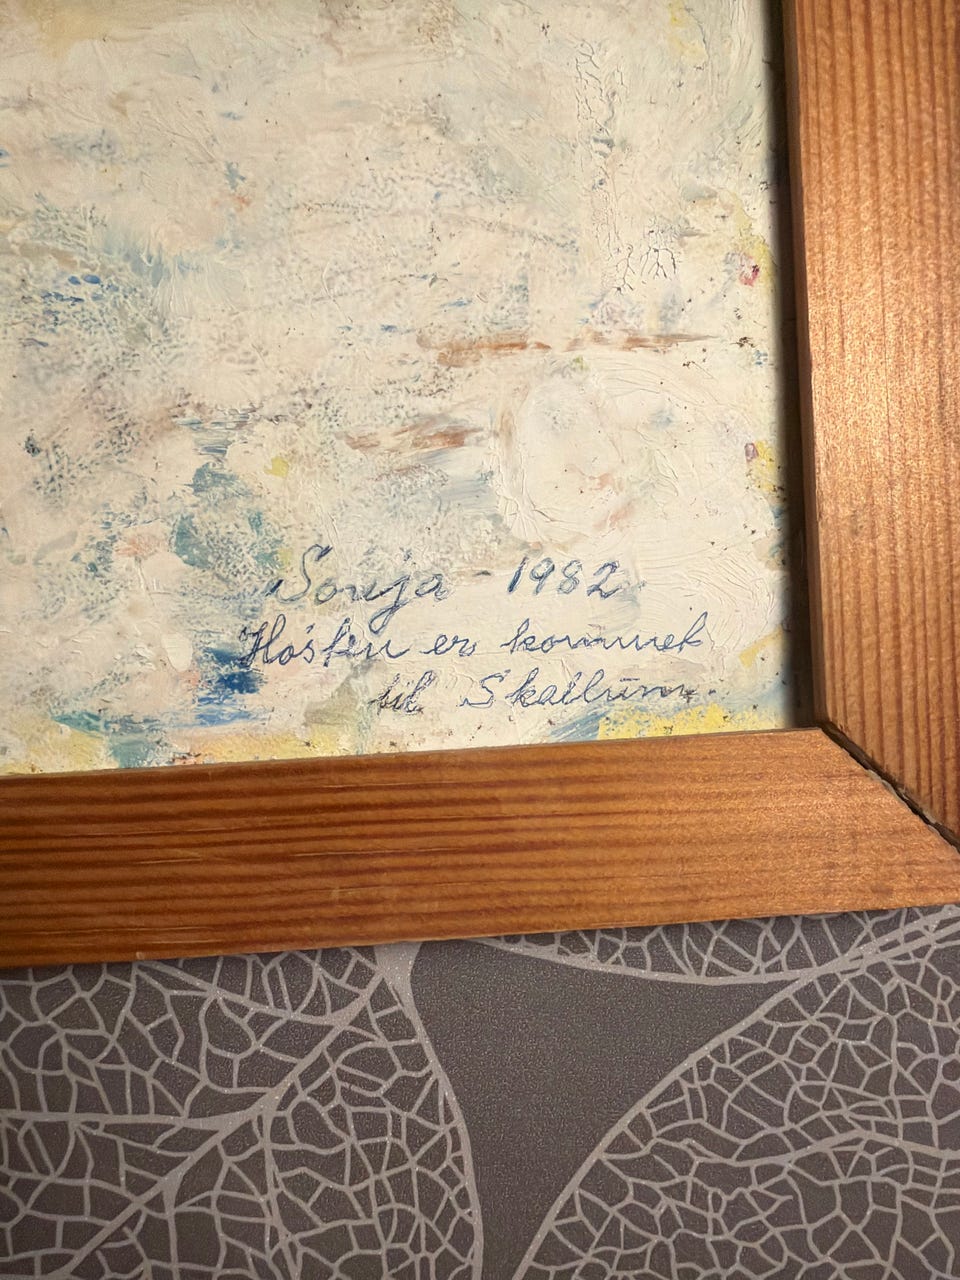 Sonja - 1982
Høsten er kommet
til Skallum.